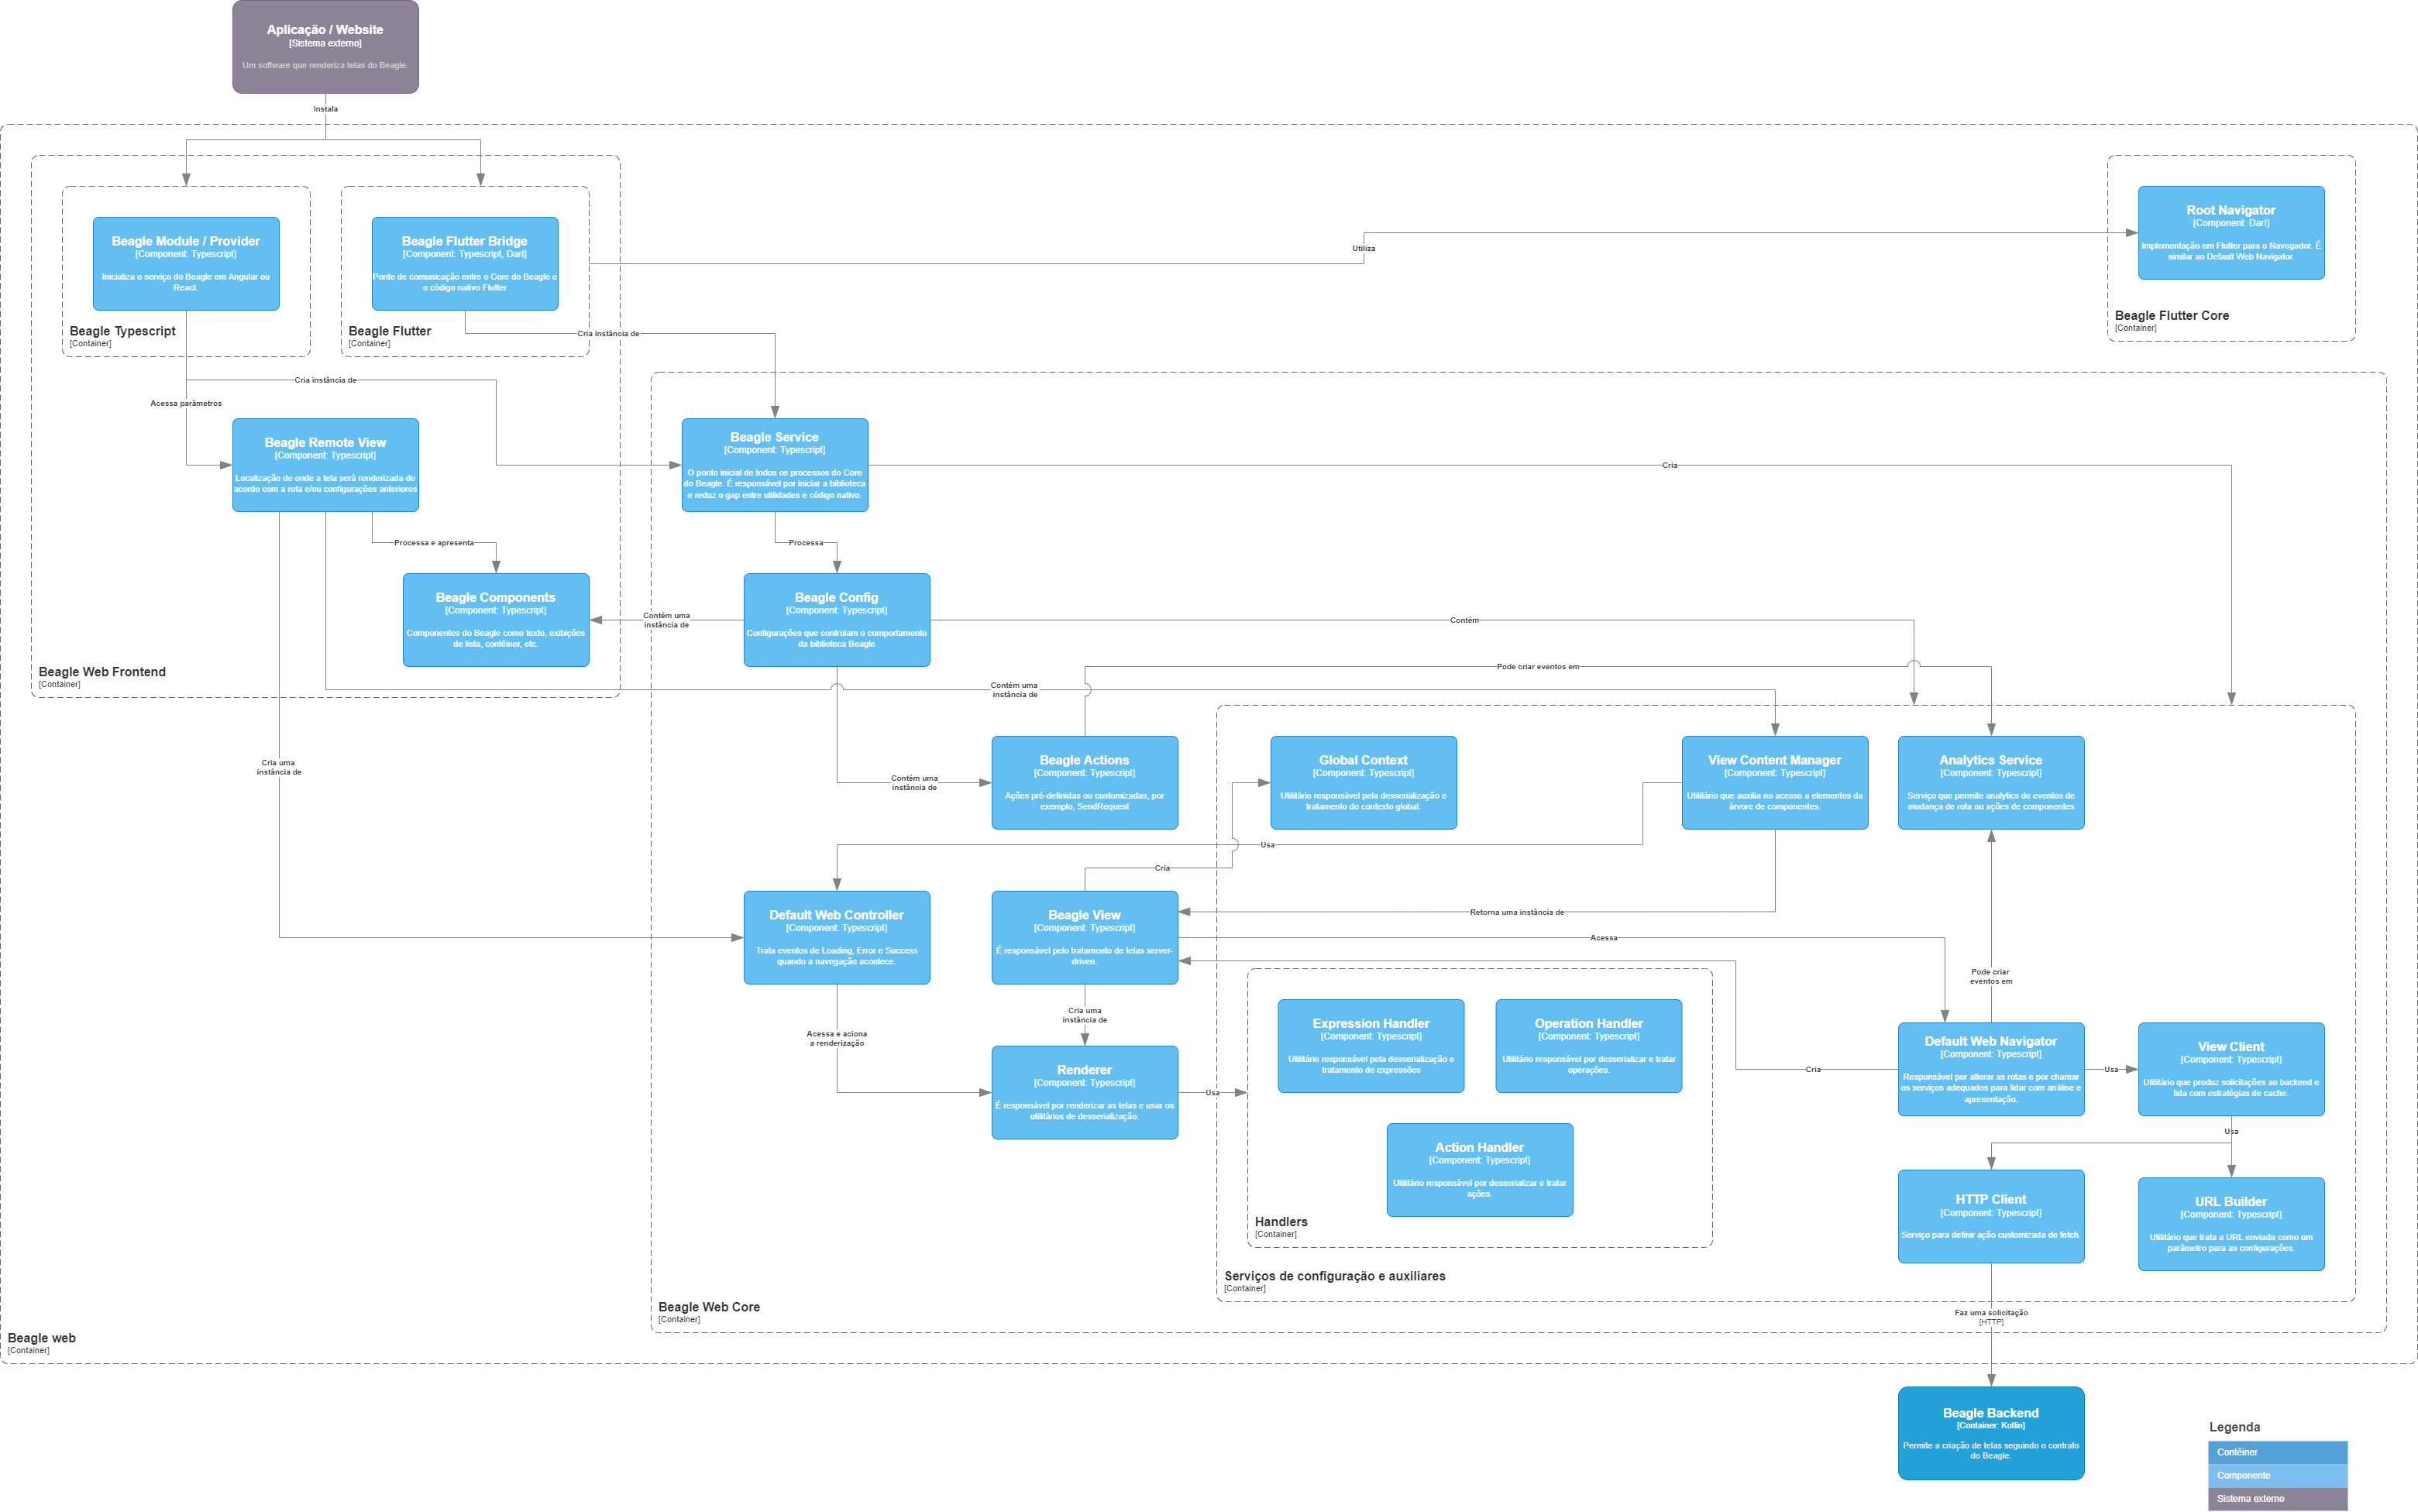 Aplicação / Website
[Sistema externo]
Um software que renderiza telas do Beagle.
Instala
Beagle Module / Provider
[Component: Typescript]
Inicializa o serviço do Beagle em Angular ou
React.
Beagle Typescript
[Container]
Beagle Flutter Bridge
[Component: Typescript, Dart]
Ponte de comunicação entre o Core do Beagle e
o código nativo Flutter
Beagle Flutter
[Container]
Utiliza
Root Navigator
[Component: Dart]
Implementação em Flutter para o Navegador. É
similar ao Default Web Navigator.
Beagle Flutter Core
[Container]
Cria instância de
Cria instância de
Acessa parâmetros
Beagle Remote View
[Component: Typescript]
Localização de onde a tela será renderizada de
acordo com a rota e/ou configurações anteriores
Beagle Service
[Component: Typescript]
O ponto inicial de todos os processos do Core
do Beagle. É responsável por iniciar a biblioteca
e reduz o gap entre utilidades e código nativo.
Cria
Processa e apresenta
Processa
Beagle Components
[Component: Typescript]
Componentes do Beagle como texto, exibições
de lista, contêiner, etc.
Contém uma
instância de
Beagle Config
[Component: Typescript]
Configurações que controlam o comportamento
da biblioteca Beagle
Contém
Beagle Web Frontend
[Container]
Pode criar eventos em
Contém uma
instância de
Cria uma
instância de
Contém uma
instância de
Beagle Actions
[Component: Typescript]
Ações pré-definidas ou customizadas, por
exemplo, SendRequest
Global Context
[Component: Typescript]
Utilitário responsável pela desserialização e
tratamento do contexto global.
View Content Manager
[Component: Typescript]
Utilitário que auxilia no acesso a elementos da
árvore de componentes.
Analytics Service
[Component: Typescript]
Serviço que permite analytics de eventos de
mudança de rota ou ações de componentes
Usa
Cria
Default Web Controller
[Component: Typescript]
Trata eventos de Loading, Error e Success
quando a navegação acontece.
Beagle View
[Component: Typescript]
É responsável pelo tratamento de telas server-
driven.
Retorna uma instância de
Acessa
Pode criar
eventos em
Acessa e aciona
a renderização
Cria uma
instância de
Renderer
[Component: Typescript]
É responsável por renderizar as telas e usar os
utilitários de desserialização.
Usa
Expression Handler
[Component: Typescript]
Utilitário responsável pela desserialização e
tratamento de expressões
Operation Handler
[Component: Typescript]
Utilitário responsável por desserializar e tratar
operações.
Action Handler
[Component: Typescript]
Utilitário responsável por desserializar e tratar
ações.
Handlers
[Container]
Cria
Default Web Navigator
[Component: Typescript]
Responsável por alterar as rotas e por chamar
os serviços adequados para lidar com análise e
apresentação.
Usa
View Client
[Component: Typescript]
Utilitário que produz solicitações ao backend e
lida com estratégias de cache.
Usa
HTTP Client
[Component: Typescript]
Serviço para definir ação customizada de fetch.
URL Builder
[Component: Typescript]
Utilitário que trata a URL enviada como um
parâmetro para as configurações.
Serviços de configuração e auxiliares
[Container]
Beagle Web Core
[Container]
Faz uma solicitação
[HTTP]
Beagle web
[Container]
Beagle Backend
[Container: Kotlin]
Permite a criação de telas seguindo o contrato
do Beagle.
Legenda
Contêiner
Componente
Sistema externo